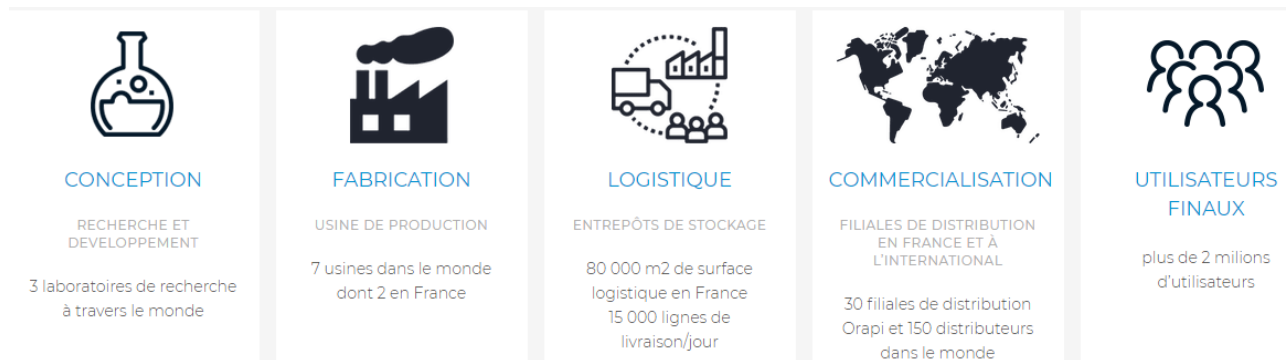 CONCEPTION
RECHERCHE ET
DEVELOPPEMENT
3 laboratoires de recherche
à travers le monde
FABRICATION
USINE DE PRODUCTION
7 usines dans le monde
dont 2 en France
LOGISTIQUE
ENTREPÔTS DE STOCKAGE
80 000 m2 de surface
logistique en France
15 000 lignes de
livraison/jour
COMMERCIALISATION
FILIALES DE DISTRIBUTION
EN FRANCE ET À
L'INTERNATIONAL
30 filiales de distribution
Orapi et 150 distributeurs
dans le monde
UTILISATEURS
FINAUX
plus de 2 milions
d'utilisateurs